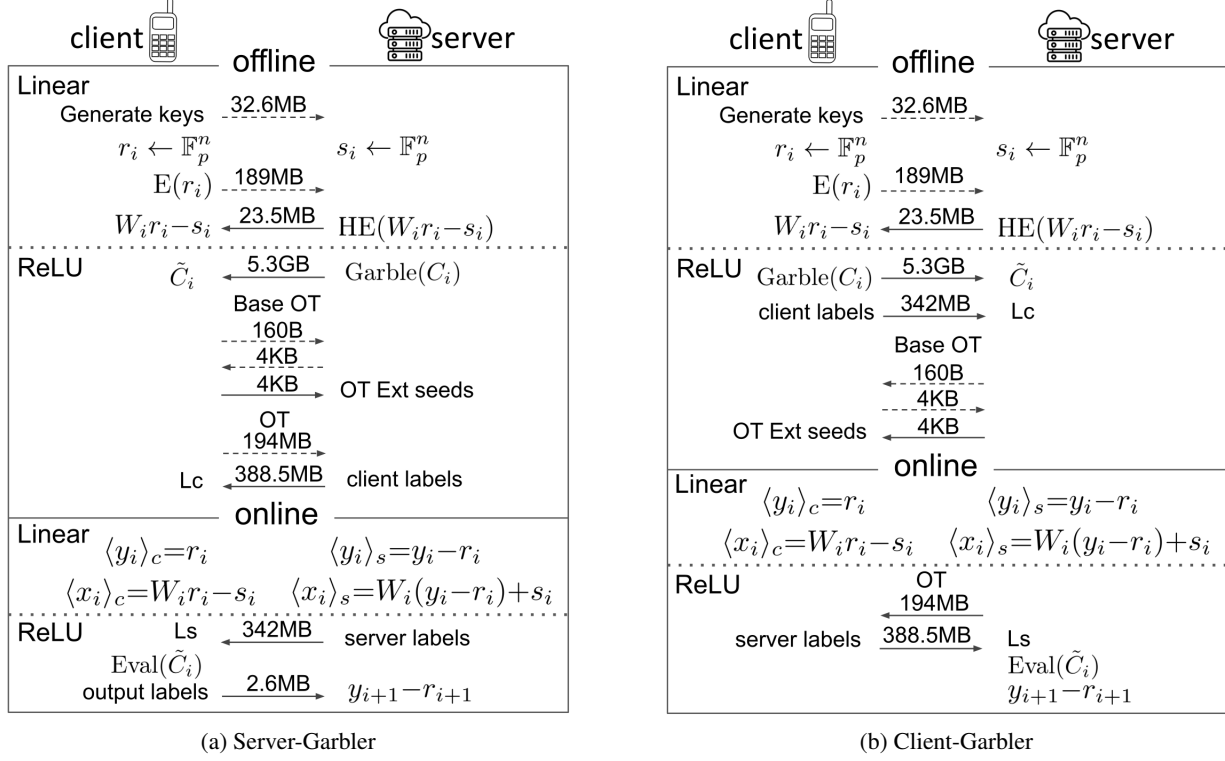 client server
offline
Linear
Generate keys 32.6MB
r_i ← 𝔽_p^n s_i ← 𝔽_p^n
E(r_i) 189MB
W_i r_i−s_i 23.5MB HE(W_i r_i−s_i)
ReLU
C̃_i 5.3GB Garble(C_i)
Base OT
160B
4KB
4KB OT Ext seeds
OT
194MB
Lc 388.5MB client labels
online
Linear
⟨y_i⟩_c=r_i ⟨y_i⟩_s=y_i−r_i
⟨x_i⟩_c=W_i r_i−s_i ⟨x_i⟩_s=W_i(y_i−r_i)+s_i
ReLU
Ls 342MB server labels
Eval(C̃_i)
output labels 2.6MB y_{i+1}−r_{i+1}
(a) Server-Garbler
client server
offline
Linear
Generate keys 32.6MB
r_i ← 𝔽_p^n s_i ← 𝔽_p^n
E(r_i) 189MB
W_i r_i−s_i 23.5MB HE(W_i r_i−s_i)
ReLU
Garble(C_i) 5.3GB C̃_i
client labels 342MB Lc
Base OT
160B
4KB
OT Ext seeds 4KB
online
Linear
⟨y_i⟩_c=r_i ⟨y_i⟩_s=y_i−r_i
⟨x_i⟩_c=W_i r_i−s_i ⟨x_i⟩_s=W_i(y_i−r_i)+s_i
ReLU
OT
194MB
server labels 388.5MB Ls
Eval(C̃_i)
y_{i+1}−r_{i+1}
(b) Client-Garbler